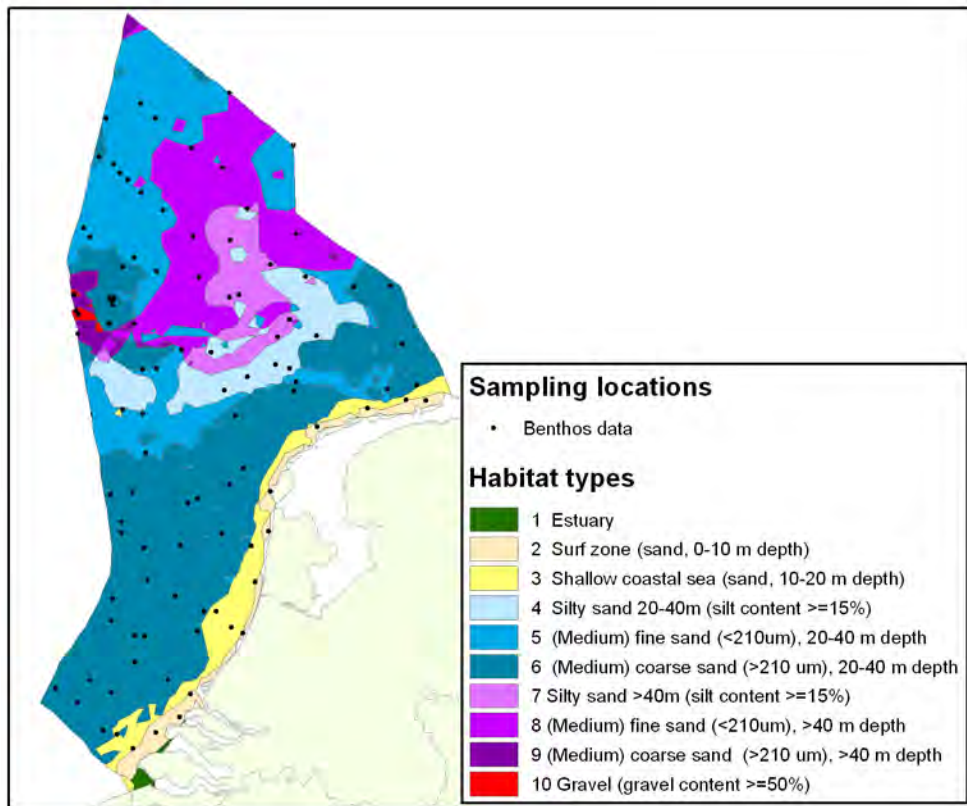 Sampling locations
Benthos data
Habitat types
1 Estuary
2 Surf zone (sand, 0-10 m depth)
3 Shallow coastal sea (sand, 10-20 m depth)
4 Silty sand 20-40m (silt content >=15%)
5 (Medium) fine sand (<210um), 20-40 m depth
6 (Medium) coarse sand (>210 um), 20-40 m depth
7 Silty sand >40m (silt content >=15%)
8 (Medium) fine sand (<210um), >40 m depth
9 (Medium) coarse sand (>210 um), >40 m depth
10 Gravel (gravel content >=50%)